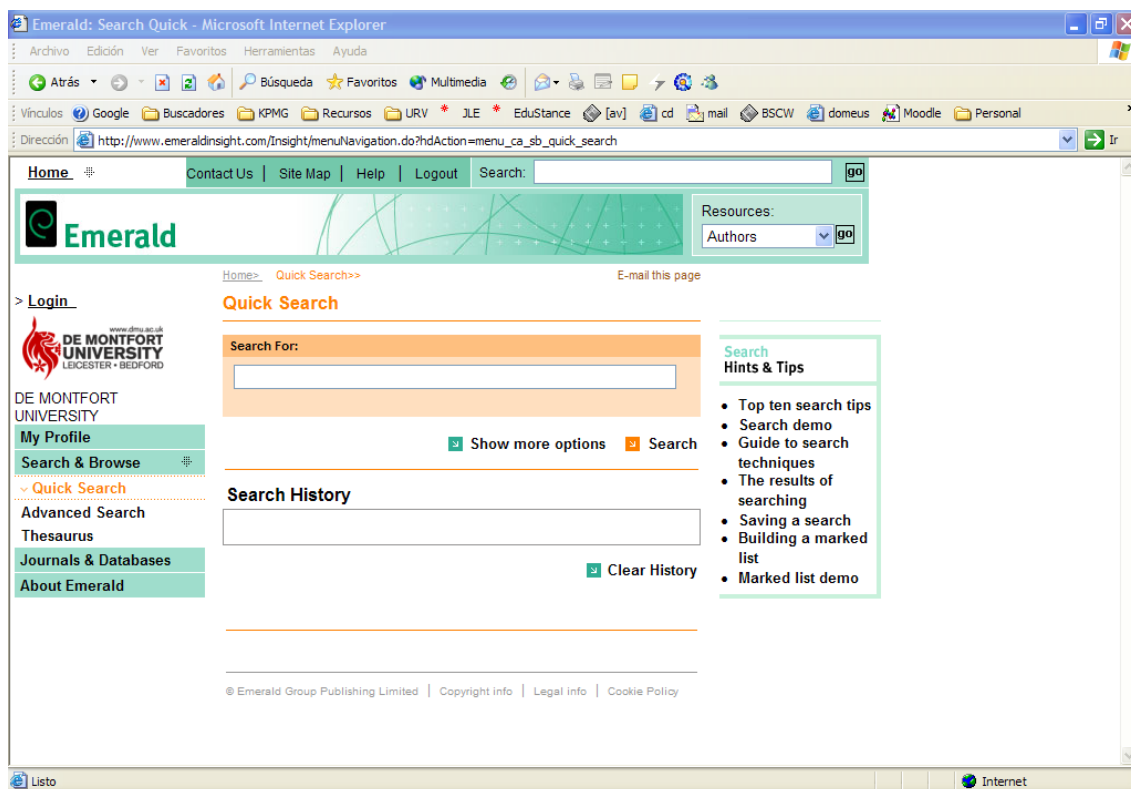 Emerald: Search Quick - Microsoft Internet Explorer
Archivo Edición Ver Favoritos Herramientas Ayuda
Atrás Búsqueda Favoritos Multimedia
Vínculos Google Buscadores KPMG Recursos URV JLE EduStance [av] cd mail BSCW domeus Moodle Personal
Dirección http://www.emeraldinsight.com/Insight/menuNavigation.do?hdAction=menu_ca_sb_quick_search Ir
Home Contact Us | Site Map | Help | Logout Search: go
Emerald
Resources:
Authors go
Home> Quick Search>> E-mail this page
> Login
Quick Search
www.dmu.ac.uk
DE MONTFORT
UNIVERSITY
LEICESTER • BEDFORD
DE MONTFORT
UNIVERSITY
My Profile
Search & Browse
Quick Search
Advanced Search
Thesaurus
Journals & Databases
About Emerald
Search For:
Show more options Search
Search History
Clear History
Search
Hints & Tips
• Top ten search tips
• Search demo
• Guide to search
techniques
• The results of
searching
• Saving a search
• Building a marked
list
• Marked list demo
© Emerald Group Publishing Limited | Copyright info | Legal info | Cookie Policy
Listo Internet